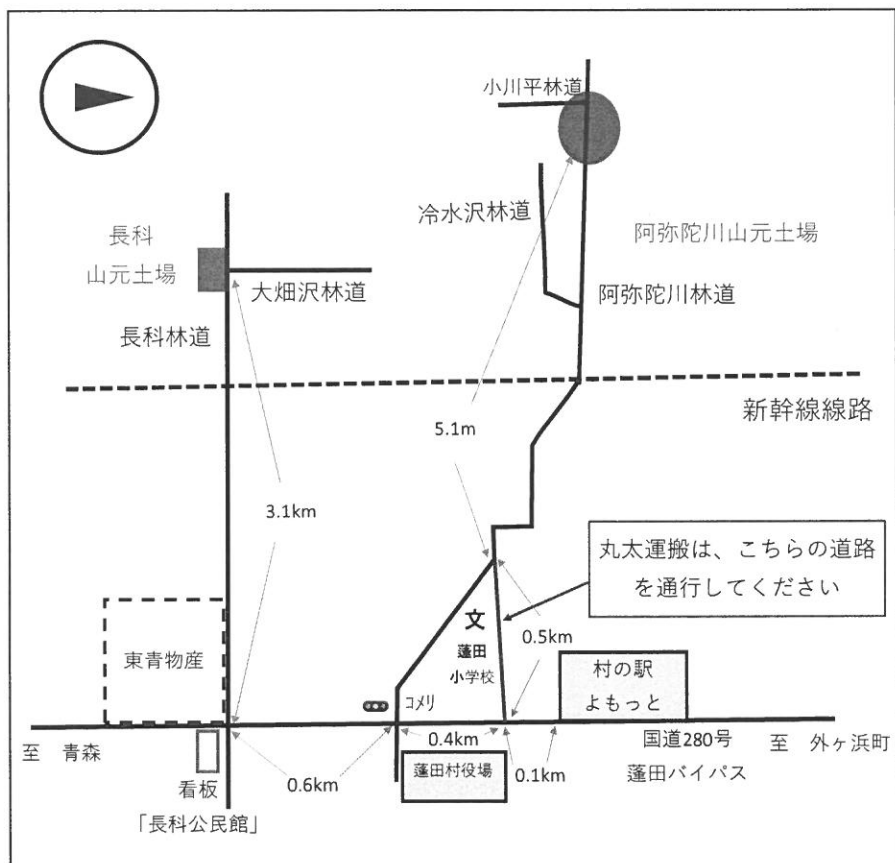 小川平林道
冷水沢林道
長科
山元土場
阿弥陀川山元土場
大畑沢林道
阿弥陀川林道
長科林道
新幹線線路
5.1m
3.1km
丸太運搬は、こちらの道路
を通行してください
文
蓬田
小学校
0.5km
東青物産
村の駅
よもっと
コメリ
至 青森
0.4km
国道280号
至 外ヶ浜町
看板
0.6km
蓬田村役場
0.1km
蓬田バイパス
「長科公民館」